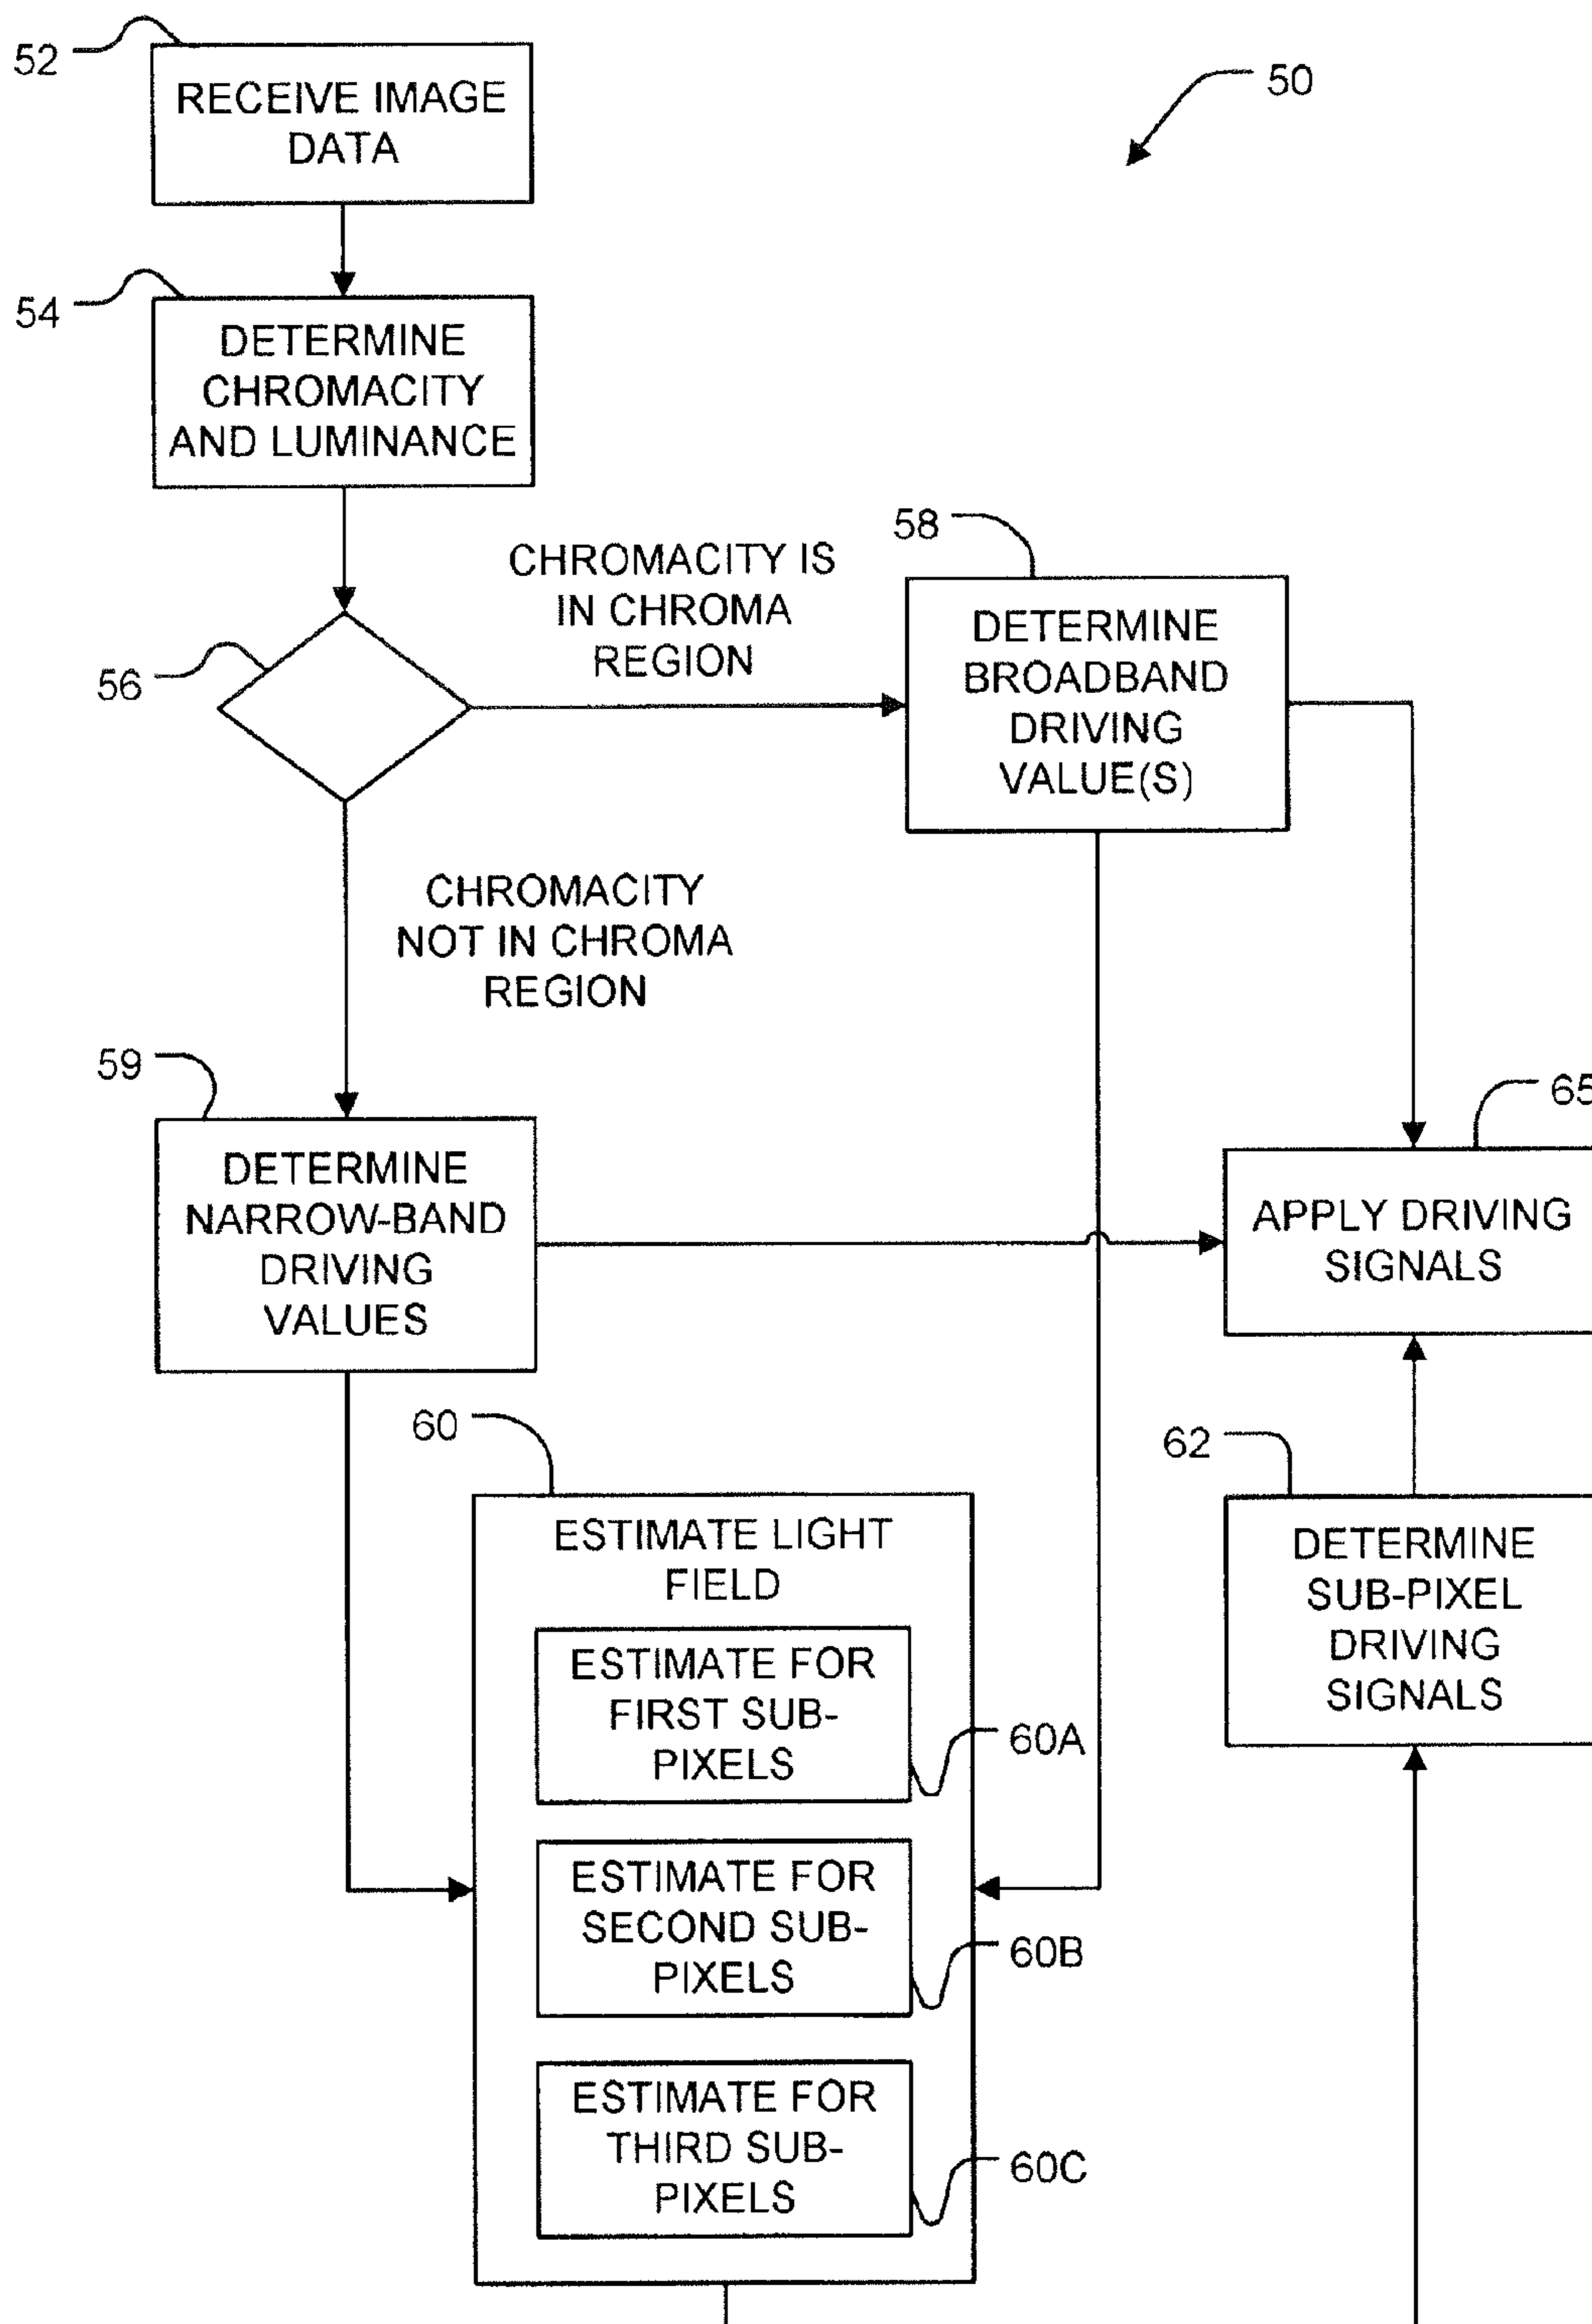 52
RECEIVE IMAGE
DATA
50
54
DETERMINE
CHROMACITY
AND LUMINANCE
56
CHROMACITY IS
IN CHROMA
REGION
58
DETERMINE
BROADBAND
DRIVING
VALUE(S)
CHROMACITY
NOT IN CHROMA
REGION
59
DETERMINE
NARROW-BAND
DRIVING
VALUES
65
APPLY DRIVING
SIGNALS
60
ESTIMATE LIGHT
FIELD
ESTIMATE FOR
FIRST SUB-
PIXELS
60A
ESTIMATE FOR
SECOND SUB-
PIXELS
60B
ESTIMATE FOR
THIRD SUB-
PIXELS
60C
62
DETERMINE
SUB-PIXEL
DRIVING
SIGNALS